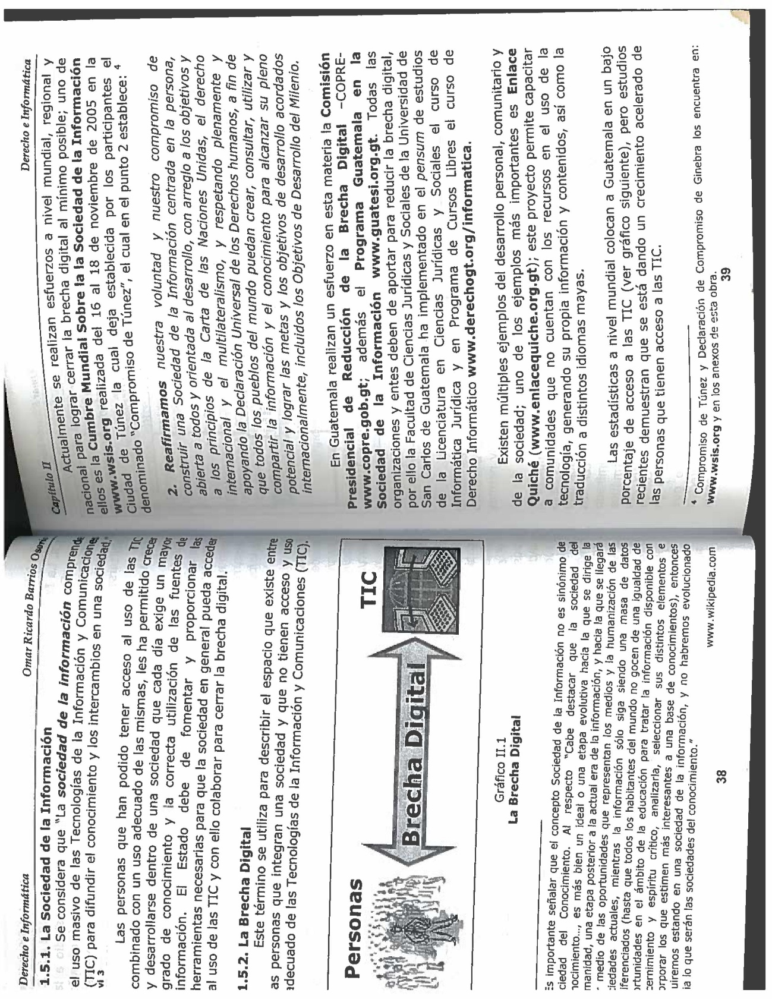 Derecho e Informática Omar Ricardo Barrios Osorio
1.5.1. La Sociedad de la Información
Se considera que "La sociedad de la información comprende
el uso masivo de las Tecnologías de la Información y Comunicaciones
(TIC) para difundir el conocimiento y los intercambios en una sociedad."
vi 3
Las personas que han podido tener acceso al uso de las TIC
combinado con un uso adecuado de las mismas, les ha permitido crecer
y desarrollarse dentro de una sociedad que cada día exige un mayor
grado de conocimiento y la correcta utilización de las fuentes de
información. El Estado debe de fomentar y proporcionar las
herramientas necesarias para que la sociedad en general pueda acceder
al uso de las TIC y con ello colaborar para cerrar la brecha digital.
1.5.2. La Brecha Digital
Este término se utiliza para describir el espacio que existe entre
as personas que integran una sociedad y que no tienen acceso y uso
adecuado de las Tecnologías de la Información y Comunicaciones (TIC).
Personas
Brecha Digital
TIC
Gráfico II.1
La Brecha Digital
Es importante señalar que el concepto Sociedad de la Información no es sinónimo de
ciedad del Conocimiento. Al respecto "Cabe destacar que la sociedad del
nocimiento..., es más bien un ideal o una etapa evolutiva hacia la que se dirige la
manidad, una etapa posterior a la actual era de la información, y hacia la que se llegará
r medio de las oportunidades que representan los medios y la humanización de las
ciedades actuales, mientras la información sólo siga siendo una masa de datos
iferenciados (hasta que todos los habitantes del mundo no gocen de una igualdad de
ortunidades en el ámbito de la educación para tratar la información disponible con
cernimiento y espíritu crítico, analizarla, seleccionar sus distintos elementos e
orporar los que estimen más interesantes a una base de conocimientos), entonces
uiremos estando en una sociedad de la información, y no habremos evolucionado
ia lo que serán las sociedades del conocimiento."
www.wikipedia.com
38
Capítulo II Derecho e Informática
Actualmente se realizan esfuerzos a nivel mundial, regional y
nacional para lograr cerrar la brecha digital al mínimo posible; uno de
ellos es la Cumbre Mundial Sobre la la Sociedad de la Información
www.wsis.org realizada del 16 al 18 de noviembre de 2005 en la
Ciudad de Túnez la cual deja establecida por los participantes el
denominado "Compromiso de Túnez", el cual en el punto 2 establece: 4
2. Reafirmamos nuestra voluntad y nuestro compromiso de
construir una Sociedad de la Información centrada en la persona,
abierta a todos y orientada al desarrollo, con arreglo a los objetivos y
a los principios de la Carta de las Naciones Unidas, el derecho
internacional y el multilateralismo, y respetando plenamente y
apoyando la Declaración Universal de los Derechos humanos, a fin de
que todos los pueblos del mundo puedan crear, consultar, utilizar y
compartir la información y el conocimiento para alcanzar su pleno
potencial y lograr las metas y los objetivos de desarrollo acordados
internacionalmente, incluidos los Objetivos de Desarrollo del Milenio.
En Guatemala realizan un esfuerzo en esta materia la Comisión
Presidencial de Reducción de la Brecha Digital –COPRE-
www.copre.gob.gt; además el Programa Guatemala en la
Sociedad de la Información www.guatesi.org.gt. Todas las
organizaciones y entes deben de aportar para reducir la brecha digital,
por ello la Facultad de Ciencias Jurídicas y Sociales de la Universidad de
San Carlos de Guatemala ha implementado en el pensum de estudios
de la Licenciatura en Ciencias Jurídicas y Sociales el curso de
Informática Jurídica y en Programa de Cursos Libres el curso de
Derecho Informático www.derechogt.org/informatica.
Existen múltiples ejemplos del desarrollo personal, comunitario y
de la sociedad; uno de los ejemplos más importantes es Enlace
Quiché (www.enlacequiche.org.gt); este proyecto permite capacitar
a comunidades que no cuentan con los recursos en el uso de la
tecnología, generando su propia información y contenidos, así como la
traducción a distintos idiomas mayas.
Las estadísticas a nivel mundial colocan a Guatemala en un bajo
porcentaje de acceso a las TIC (ver gráfico siguiente), pero estudios
recientes demuestran que se está dando un crecimiento acelerado de
las personas que tienen acceso a las TIC.
4 Compromiso de Túnez y Declaración de Compromiso de Ginebra los encuentra en:
www.wsis.org y en los anexos de esta obra.
39